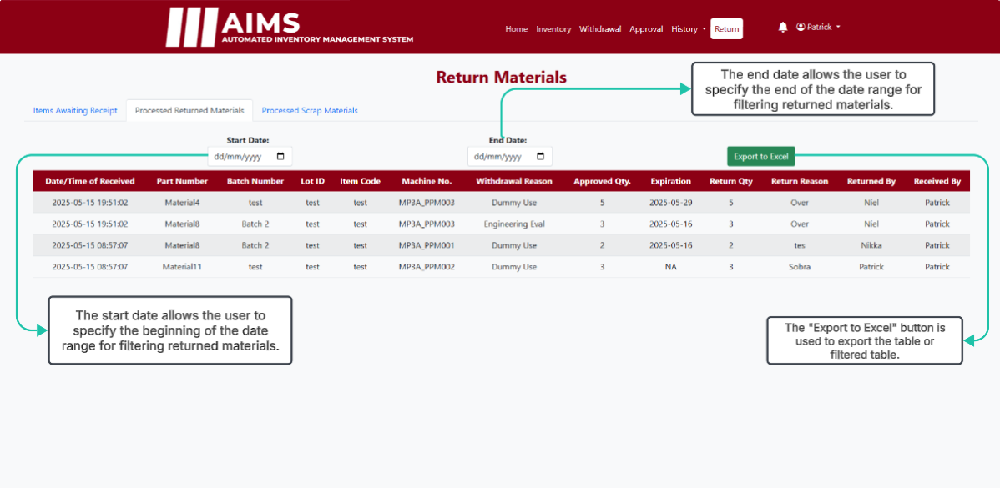 AIMS
AUTOMATED INVENTORY MANAGEMENT SYSTEM
Home Inventory Withdrawal Approval History Return Patrick
Return Materials
The end date allows the user to
specify the end of the date range for
filtering returned materials.
Items Awaiting Receipt Processed Returned Materials Processed Scrap Materials
Start Date: End Date:
dd/mm/yyyy dd/mm/yyyy Export to Excel
Date/Time of Received Part Number Batch Number Lot ID Item Code Machine No. Withdrawal Reason Approved Qty. Expiration Return Qty Return Reason Returned By Received By
2025-05-15 19:51:02 Material4 test test test MP3A_PPM003 Dummy Use 5 2025-05-29 5 Over Niel Patrick
2025-05-15 19:51:02 Material8 Batch 2 test test MP3A_PPM003 Engineering Eval 3 2025-05-16 3 Over Niel Patrick
2025-05-15 08:57:07 Material8 Batch 2 test test MP3A_PPM001 Dummy Use 2 2025-05-16 2 tes Nikka Patrick
2025-05-15 08:57:07 Material11 test test test MP3A_PPM002 Dummy Use 3 NA 3 Sobra Patrick Patrick
The start date allows the user to
specify the beginning of the date
range for filtering returned materials.
The "Export to Excel" button is
used to export the table or
filtered table.